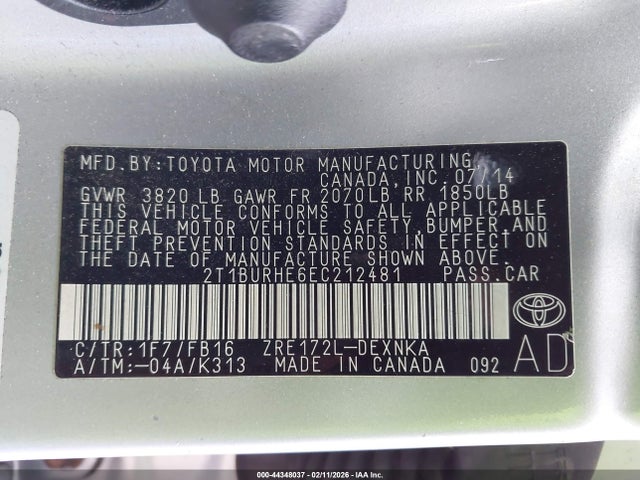 MFD.BY:TOYOTA MOTOR MANUFACTURING
CANADA,INC.07/14
GVWR 3820 LB GAWR FR 2070LB RR 1850LB
THIS VEHICLE CONFORMS TO ALL APPLICABLE
FEDERAL MOTOR VEHICLE SAFETY,BUMPER,AND
THEFT PREVENTION STANDARDS IN EFFECT ON
THE DATE OF MANUFACTURE SHOWN ABOVE.
2T1BURHE6EC212481 PASS.CAR
C/TR:1F7/FB16 ZRE172L-DEXNKA
A/TM:-04A/K313 MADE IN CANADA 092
AD
000-44348037 - 02/11/2026 - IAA Inc.